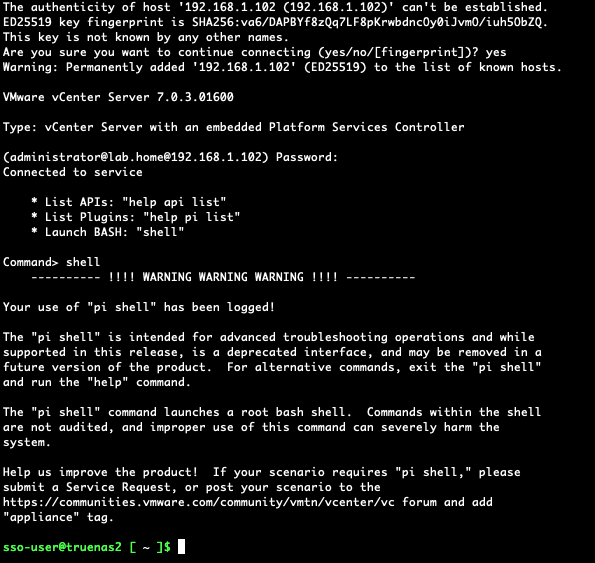 The authenticity of host '192.168.1.102 (192.168.1.102)' can't be established.
ED25519 key fingerprint is SHA256:va6/DAPBYf8zQq7LF8pKrwbdncOy0iJvmO/iuh5ObZQ.
This key is not known by any other names.
Are you sure you want to continue connecting (yes/no/[fingerprint])? yes
Warning: Permanently added '192.168.1.102' (ED25519) to the list of known hosts.
VMware vCenter Server 7.0.3.01600
Type: vCenter Server with an embedded Platform Services Controller
(administrator@lab.home@192.168.1.102) Password:
Connected to service
* List APIs: "help api list"
* List Plugins: "help pi list"
* Launch BASH: "shell"
Command> shell
---------- !!!! WARNING WARNING WARNING !!!! ----------
Your use of "pi shell" has been logged!
The "pi shell" is intended for advanced troubleshooting operations and while
supported in this release, is a deprecated interface, and may be removed in a
future version of the product.  For alternative commands, exit the "pi shell"
and run the "help" command.
The "pi shell" command launches a root bash shell.  Commands within the shell
are not audited, and improper use of this command can severely harm the
system.
Help us improve the product!  If your scenario requires "pi shell," please
submit a Service Request, or post your scenario to the
https://communities.vmware.com/community/vmtn/vcenter/vc forum and add
"appliance" tag.
sso-user@truenas2 [ ~ ]$